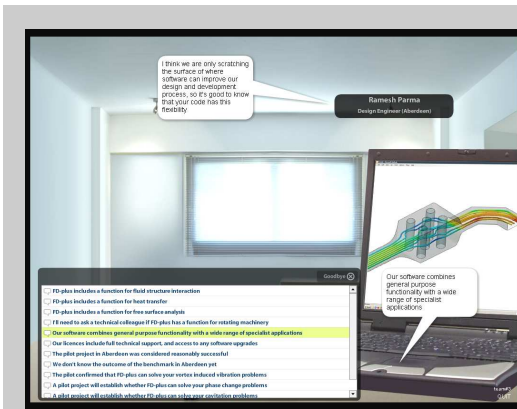 I think we are only scratching
the surface of where
software can improve our
design and development
process, so it's good to know
that your code has this
flexibility
Ramesh Parma
Design Engineer (Aberdeen)
Our software combines
general purpose
functionality with a wide
range of specialist
applications
Goodbye
FD-plus includes a function for fluid structure interaction
FD-plus includes a function for heat transfer
FD-plus includes a function for free surface analysis
I'll need to ask a technical colleague if FD-plus has a function for rotating machinery
Our software combines general purpose functionality with a wide range of specialist applications
Our licences include full technical support, and access to any software upgrades
The pilot project in Aberdeen was considered reasonably successful
We don't know the outcome of the benchmark in Aberdeen yet
The pilot confirmed that FD-plus can solve your vortex induced vibration problems
A pilot project will establish whether FD-plus can solve your phase change problems
A pilot project will establish whether FD-plus can solve your cavitation problems
QUIT